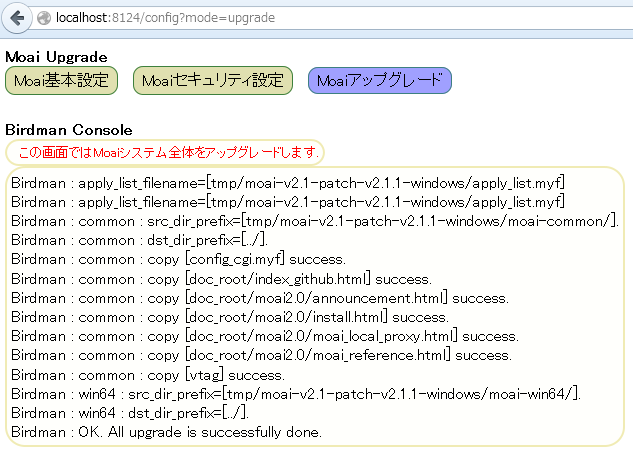 localhost:8124/config?mode=upgrade
Moai Upgrade
Moai基本設定 Moaiセキュリティ設定 Moaiアップグレード
Birdman Console
この画面ではMoaiシステム全体をアップグレードします.
Birdman : apply_list_filename=[tmp/moai-v2.1-patch-v2.1.1-windows/apply_list.myf]
Birdman : apply_list_filename=[tmp/moai-v2.1-patch-v2.1.1-windows/apply_list.myf]
Birdman : common : src_dir_prefix=[tmp/moai-v2.1-patch-v2.1.1-windows/moai-common/].
Birdman : common : dst_dir_prefix=[../].
Birdman : common : copy [config_cgi.myf] success.
Birdman : common : copy [doc_root/index_github.html] success.
Birdman : common : copy [doc_root/moai2.0/announcement.html] success.
Birdman : common : copy [doc_root/moai2.0/install.html] success.
Birdman : common : copy [doc_root/moai2.0/moai_local_proxy.html] success.
Birdman : common : copy [doc_root/moai2.0/moai_reference.html] success.
Birdman : common : copy [vtag] success.
Birdman : win64 : src_dir_prefix=[tmp/moai-v2.1-patch-v2.1.1-windows/moai-win64/].
Birdman : win64 : dst_dir_prefix=[../].
Birdman : OK. All upgrade is successfully done.